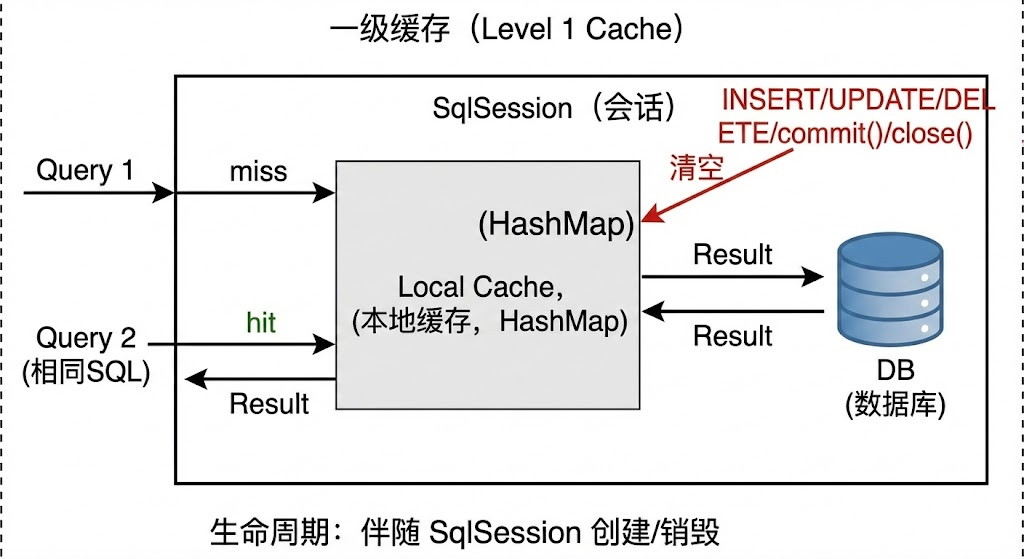 一级缓存（Level 1 Cache）
SqlSession（会话）
INSERT/UPDATE/DEL
ETE/commit()/close()
清空
Query 1
miss
(HashMap)
Local Cache，
(本地缓存，HashMap)
Result
Result
Query 2
(相同SQL)
hit
Result
DB
(数据库)
生命周期：伴随 SqlSession 创建/销毁